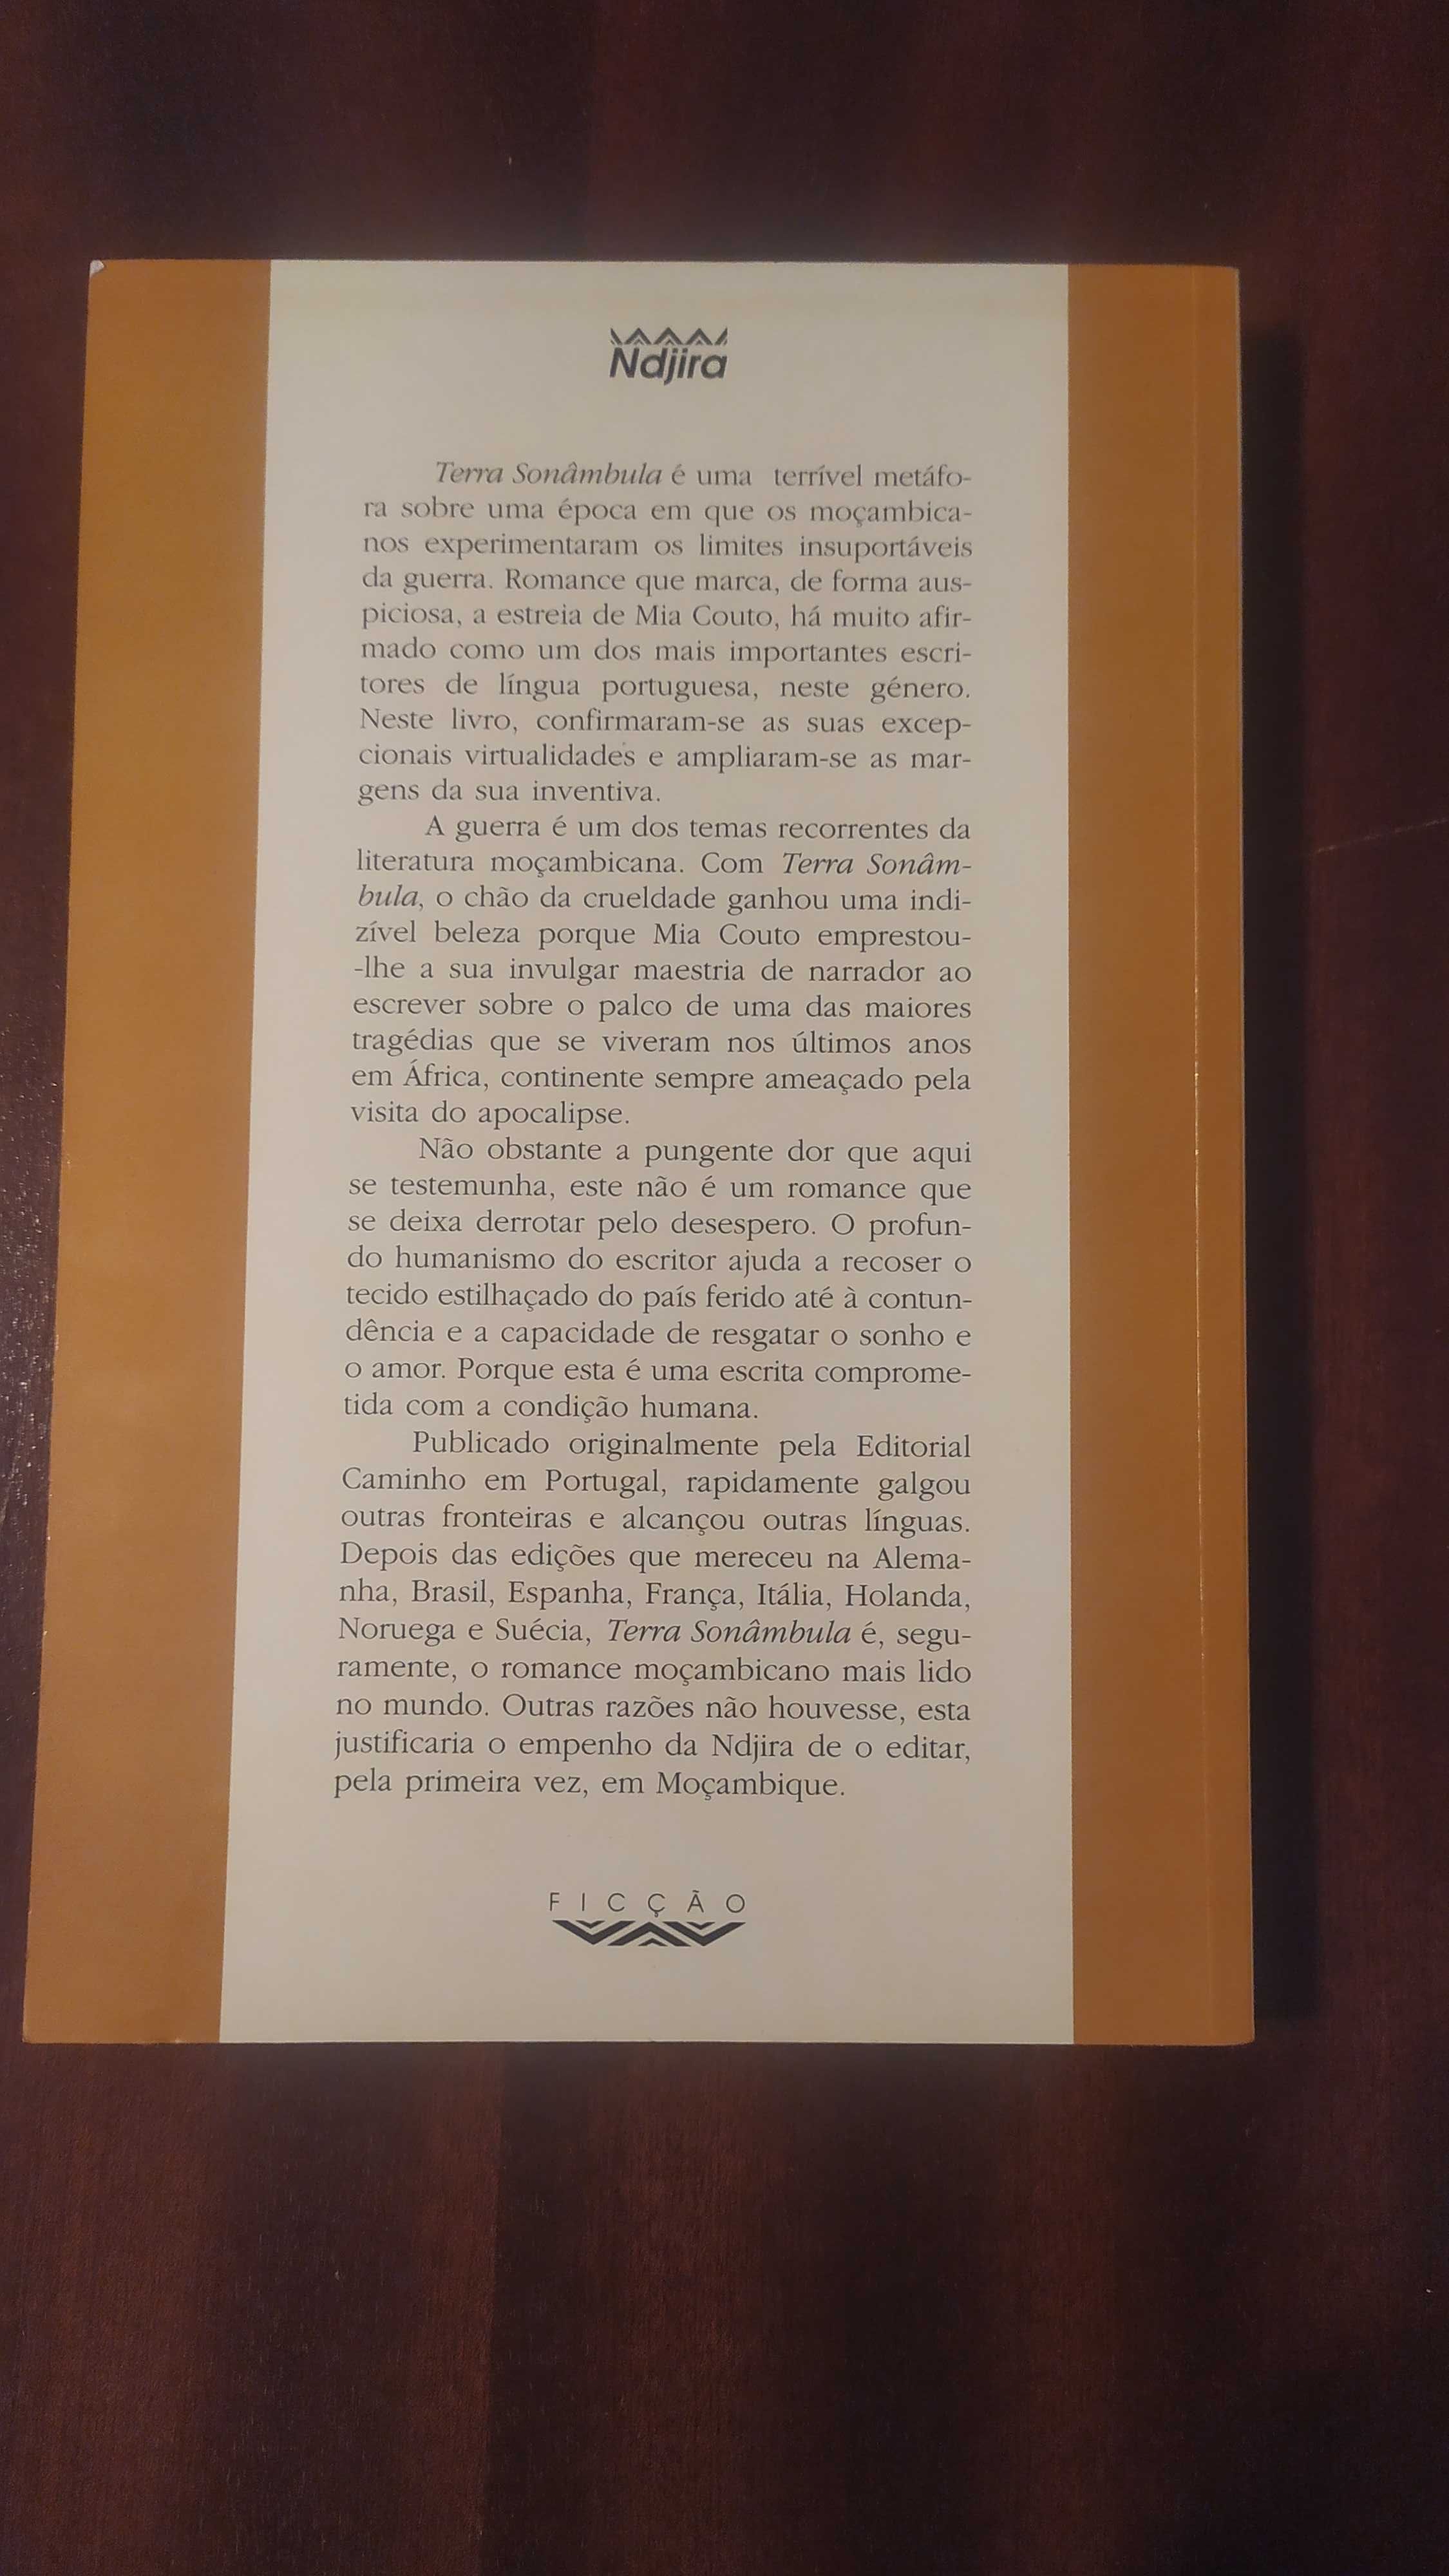 Ndjira
Terra Sonâmbula é uma terrível metáfo-
ra sobre uma época em que os moçambica-
nos experimentaram os limites insuportáveis
da guerra. Romance que marca, de forma aus-
piciosa, a estreia de Mia Couto, há muito afir-
mado como um dos mais importantes escri-
tores de língua portuguesa, neste género.
Neste livro, confirmaram-se as suas excep-
cionais virtualidades e ampliaram-se as mar-
gens da sua inventiva.
A guerra é um dos temas recorrentes da
literatura moçambicana. Com Terra Sonâm-
bula, o chão da crueldade ganhou uma indi-
zível beleza porque Mia Couto emprestou-
-lhe a sua invulgar maestria de narrador ao
escrever sobre o palco de uma das maiores
tragédias que se viveram nos últimos anos
em África, continente sempre ameaçado pela
visita do apocalipse.
Não obstante a pungente dor que aqui
se testemunha, este não é um romance que
se deixa derrotar pelo desespero. O profun-
do humanismo do escritor ajuda a recoser o
tecido estilhaçado do país ferido até à contun-
dência e a capacidade de resgatar o sonho e
o amor. Porque esta é uma escrita comprome-
tida com a condição humana.
Publicado originalmente pela Editorial
Caminho em Portugal, rapidamente galgou
outras fronteiras e alcançou outras línguas.
Depois das edições que mereceu na Alema-
nha, Brasil, Espanha, França, Itália, Holanda,
Noruega e Suécia, Terra Sonâmbula é, segu-
ramente, o romance moçambicano mais lido
no mundo. Outras razões não houvesse, esta
justificaria o empenho da Ndjira de o editar,
pela primeira vez, em Moçambique.
FICÇÃO